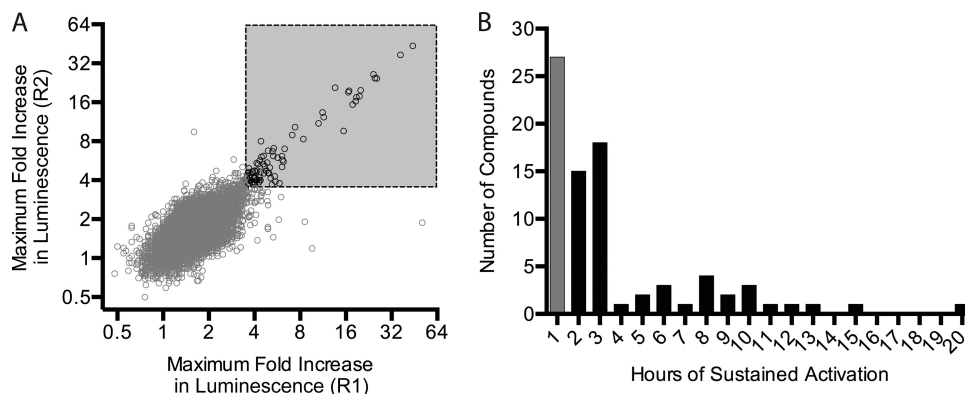 A
Maximum Fold Increase
in Luminescence (R2)
64
32
16
8
4
2
1
0.5
0.5 1 2 4 8 16 32 64
Maximum Fold Increase
in Luminescence (R1)
B
Number of Compounds
30
25
20
15
10
5
0
1 2 3 4 5 6 7 8 9 10 11 12 13 14 15 16 17 18 19 20
Hours of Sustained Activation